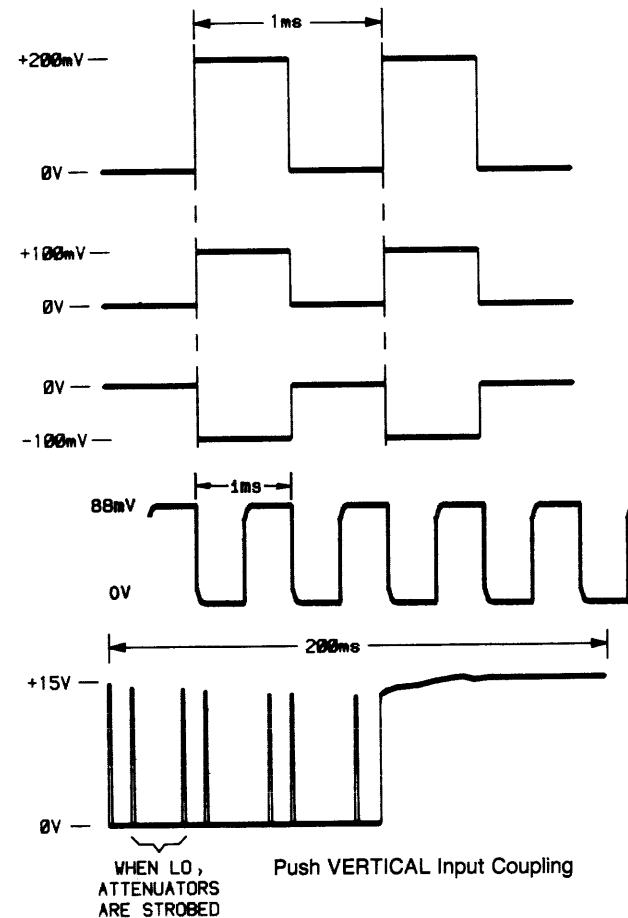 1ms
+200mV
0V
+100mV
0V
0V
-100mV
1ms
88mV
0V
200ms
+15V
0V
WHEN LO,
ATTENUATORS
ARE STROBED
Push VERTICAL Input Coupling